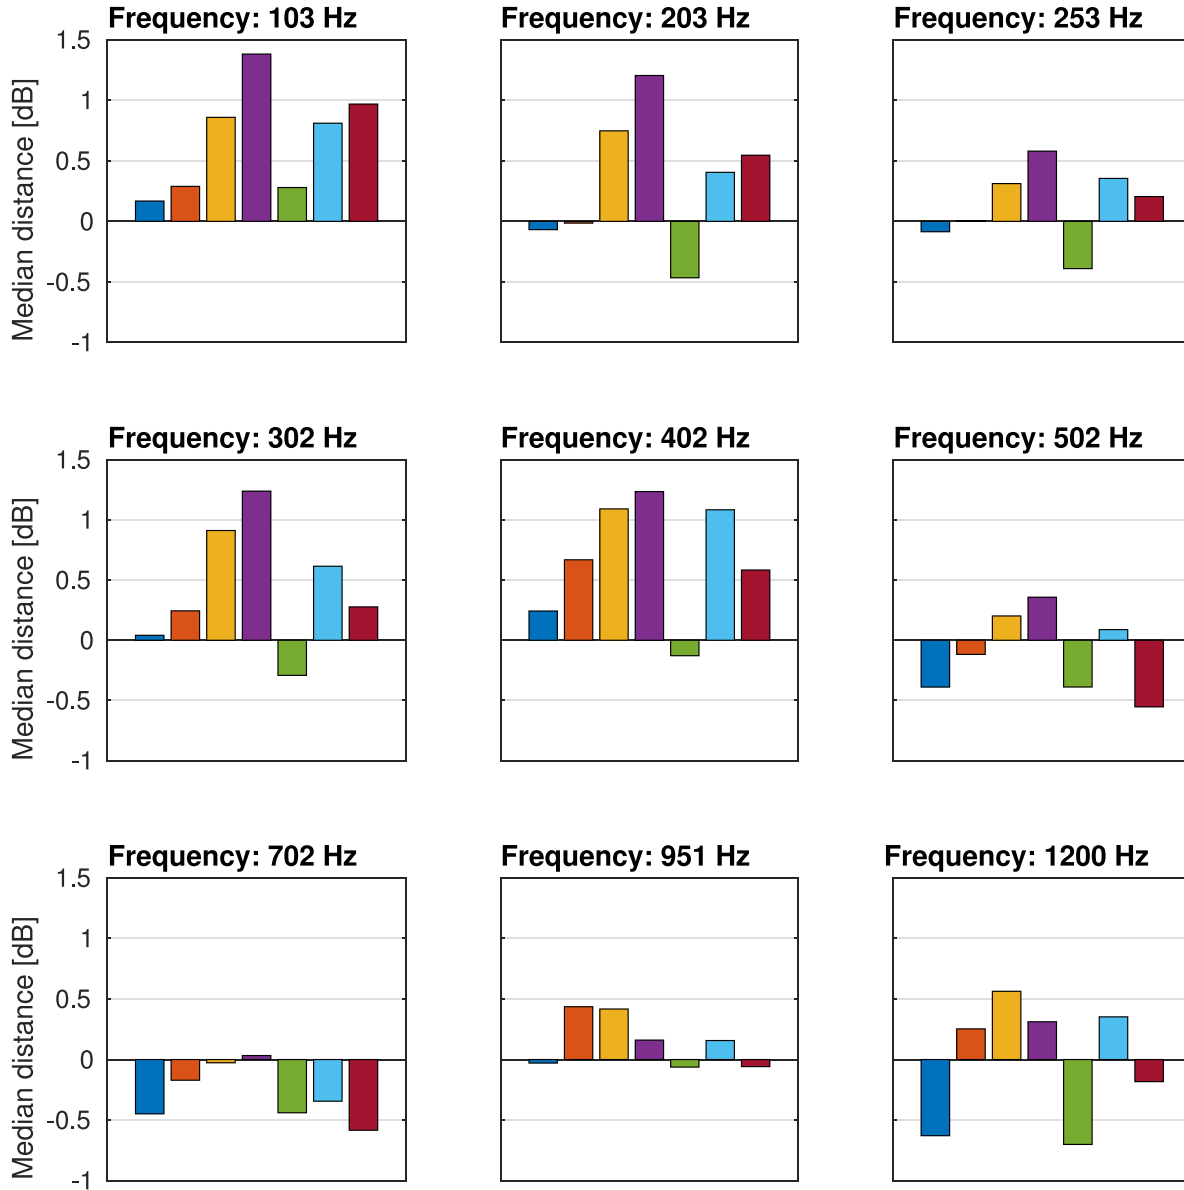 Frequency: 103 Hz
Frequency: 203 Hz
Frequency: 253 Hz
1.5
1
0.5
0
-0.5
-1
Median distance [dB]
Frequency: 302 Hz
Frequency: 402 Hz
Frequency: 502 Hz
1.5
1
0.5
0
-0.5
-1
Median distance [dB]
Frequency: 702 Hz
Frequency: 951 Hz
Frequency: 1200 Hz
1.5
1
0.5
0
-0.5
-1
Median distance [dB]